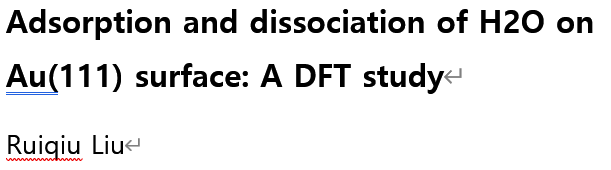 Adsorption and dissociation of H2O on
Au(111) surface: A DFT study↵
Ruiqiu Liu↵